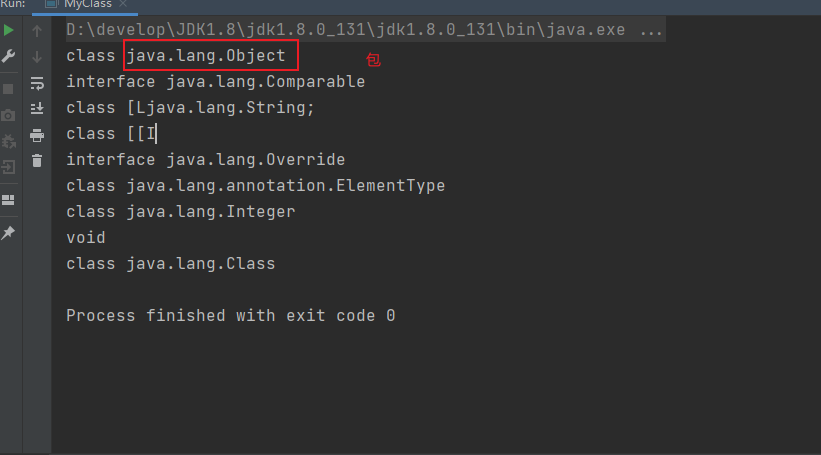 Run: MyClass
D:\develop\JDK1.8\jdk1.8.0_131\jdk1.8.0_131\bin\java.exe ...
class java.lang.Object 包
interface java.lang.Comparable
class [Ljava.lang.String;
class [[I
interface java.lang.Override
class java.lang.annotation.ElementType
class java.lang.Integer
void
class java.lang.Class
Process finished with exit code 0